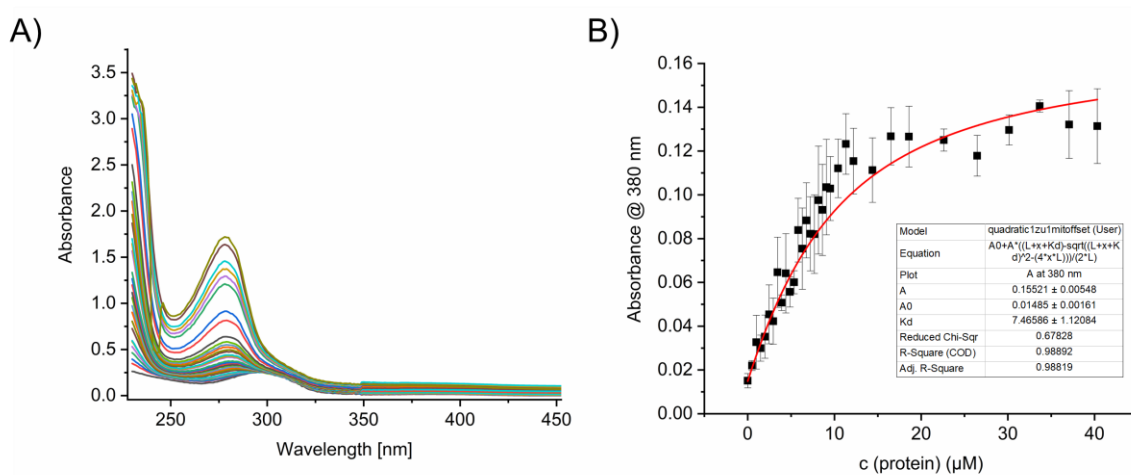 A)
3.5
3.0
2.5
2.0
1.5
1.0
0.5
0.0
Absorbance
250
300
350
400
450
Wavelength [nm]
B)
0.16
0.14
0.12
0.10
0.08
0.06
0.04
0.02
0.00
Absorbance @ 380 nm
0
10
20
30
40
c (protein) (µM)
Model quadratic1zu1mitoffset (User)
Equation A0+A*((L+x+Kd)-sqrt((L+x+K
d)^2-(4*x*L)))/(2*L)
Plot A at 380 nm
A 0.15521 ± 0.00548
A0 0.01485 ± 0.00161
Kd 7.46586 ± 1.12084
Reduced Chi-Sqr 0.67828
R-Square (COD) 0.98892
Adj. R-Square 0.98819